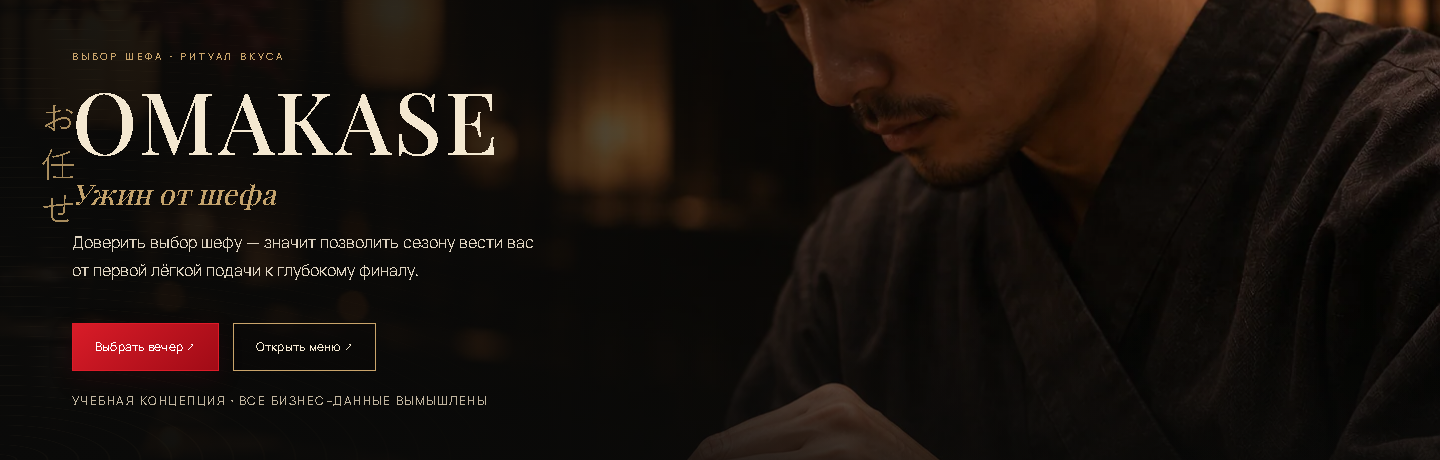 ВЫБОР ШЕФА · РИТУАЛ ВКУСА
お任せ
OMAKASE
Ужин от шефа
Доверить выбор шефу — значит позволить сезону вести вас
от первой лёгкой подачи к глубокому финалу.
Выбрать вечер ↗
Открыть меню ↗
УЧЕБНАЯ КОНЦЕПЦИЯ · ВСЕ БИЗНЕС-ДАННЫЕ ВЫМЫШЛЕНЫ